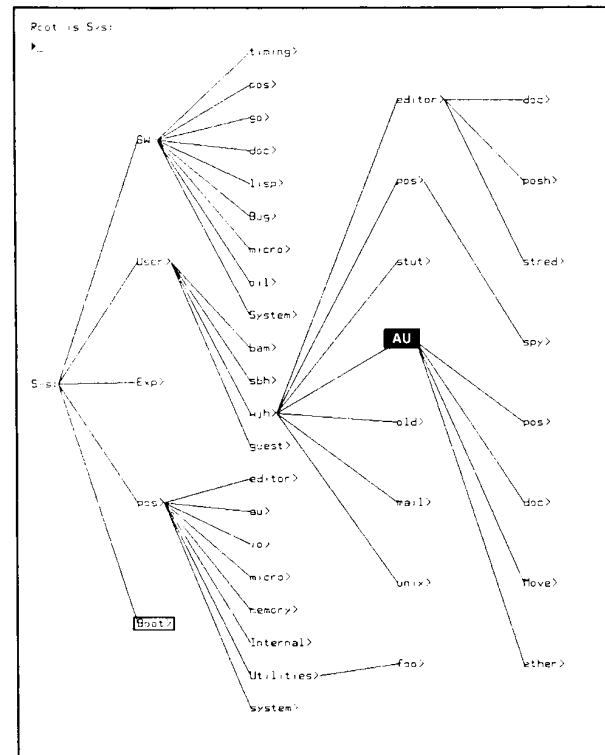 Root is Sys:
timing>
pos>
go>
doc>
lisp>
Bug>
micro>
oil>
System>
SW>
User>
Exp>
pos>
Boot>
Sys:
bam>
sbh>
wjh>
guest>
editor>
au>
io>
micro>
memory>
Internal>
Utilities>
system>
editor>
pos>
stut>
AU
old>
mail>
unix>
foo>
doc>
posh>
stred>
spy>
pos>
doc>
Move>
ether>